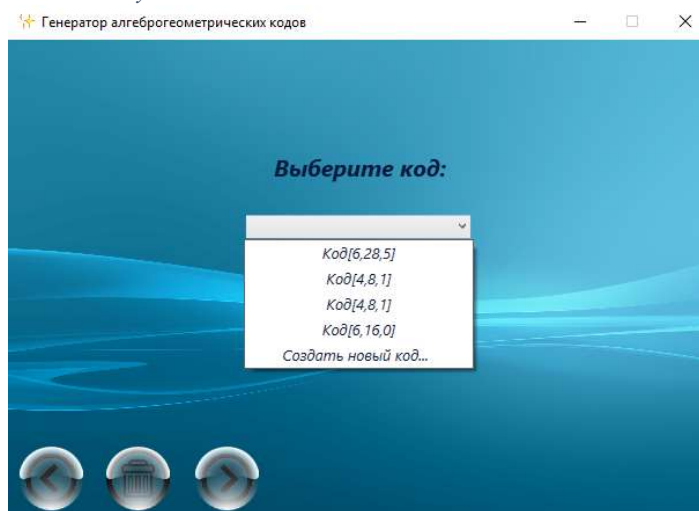 Генератор алгеброгеометрических кодов
Выберите код:
Код[6,28,5]
Код[4,8,1]
Код[4,8,1]
Код[6,16,0]
Создать новый код...